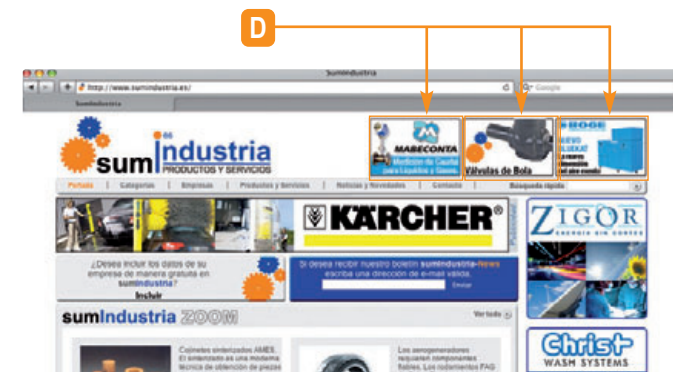 D
SumIndustria
http://www.sumindustria.es/
Google
SumIndustria
sumIndustria.es
PRODUCTOS Y SERVICIOS
MABECONTA
Medición de Caudal
para Líquidos y Gases.
Válvulas de Bola
BOGE
NUEVO
Portada | Categorías | Empresas | Productos y Servicios | Noticias y Novedades | Contacto | Búsqueda rápida
KÄRCHER®
Publicidad
ZIGOR
ENERGÍA SIN CORTES
¿Desea incluir los datos de su
empresa de manera gratuita en
sumIndustria?
Incluir
Si desea recibir nuestro boletín sumIndustria-News
escriba una dirección de e-mail válida.
Enviar
sumIndustria ZOOM
Ver todo
Cojinetes sinterizados AMES.
El sinterizado es una moderna
técnica de obtención de piezas
Los aerogeneradores
requieren componentes
fiables. Los rodamientos FAG
Christ
WASH SYSTEMS